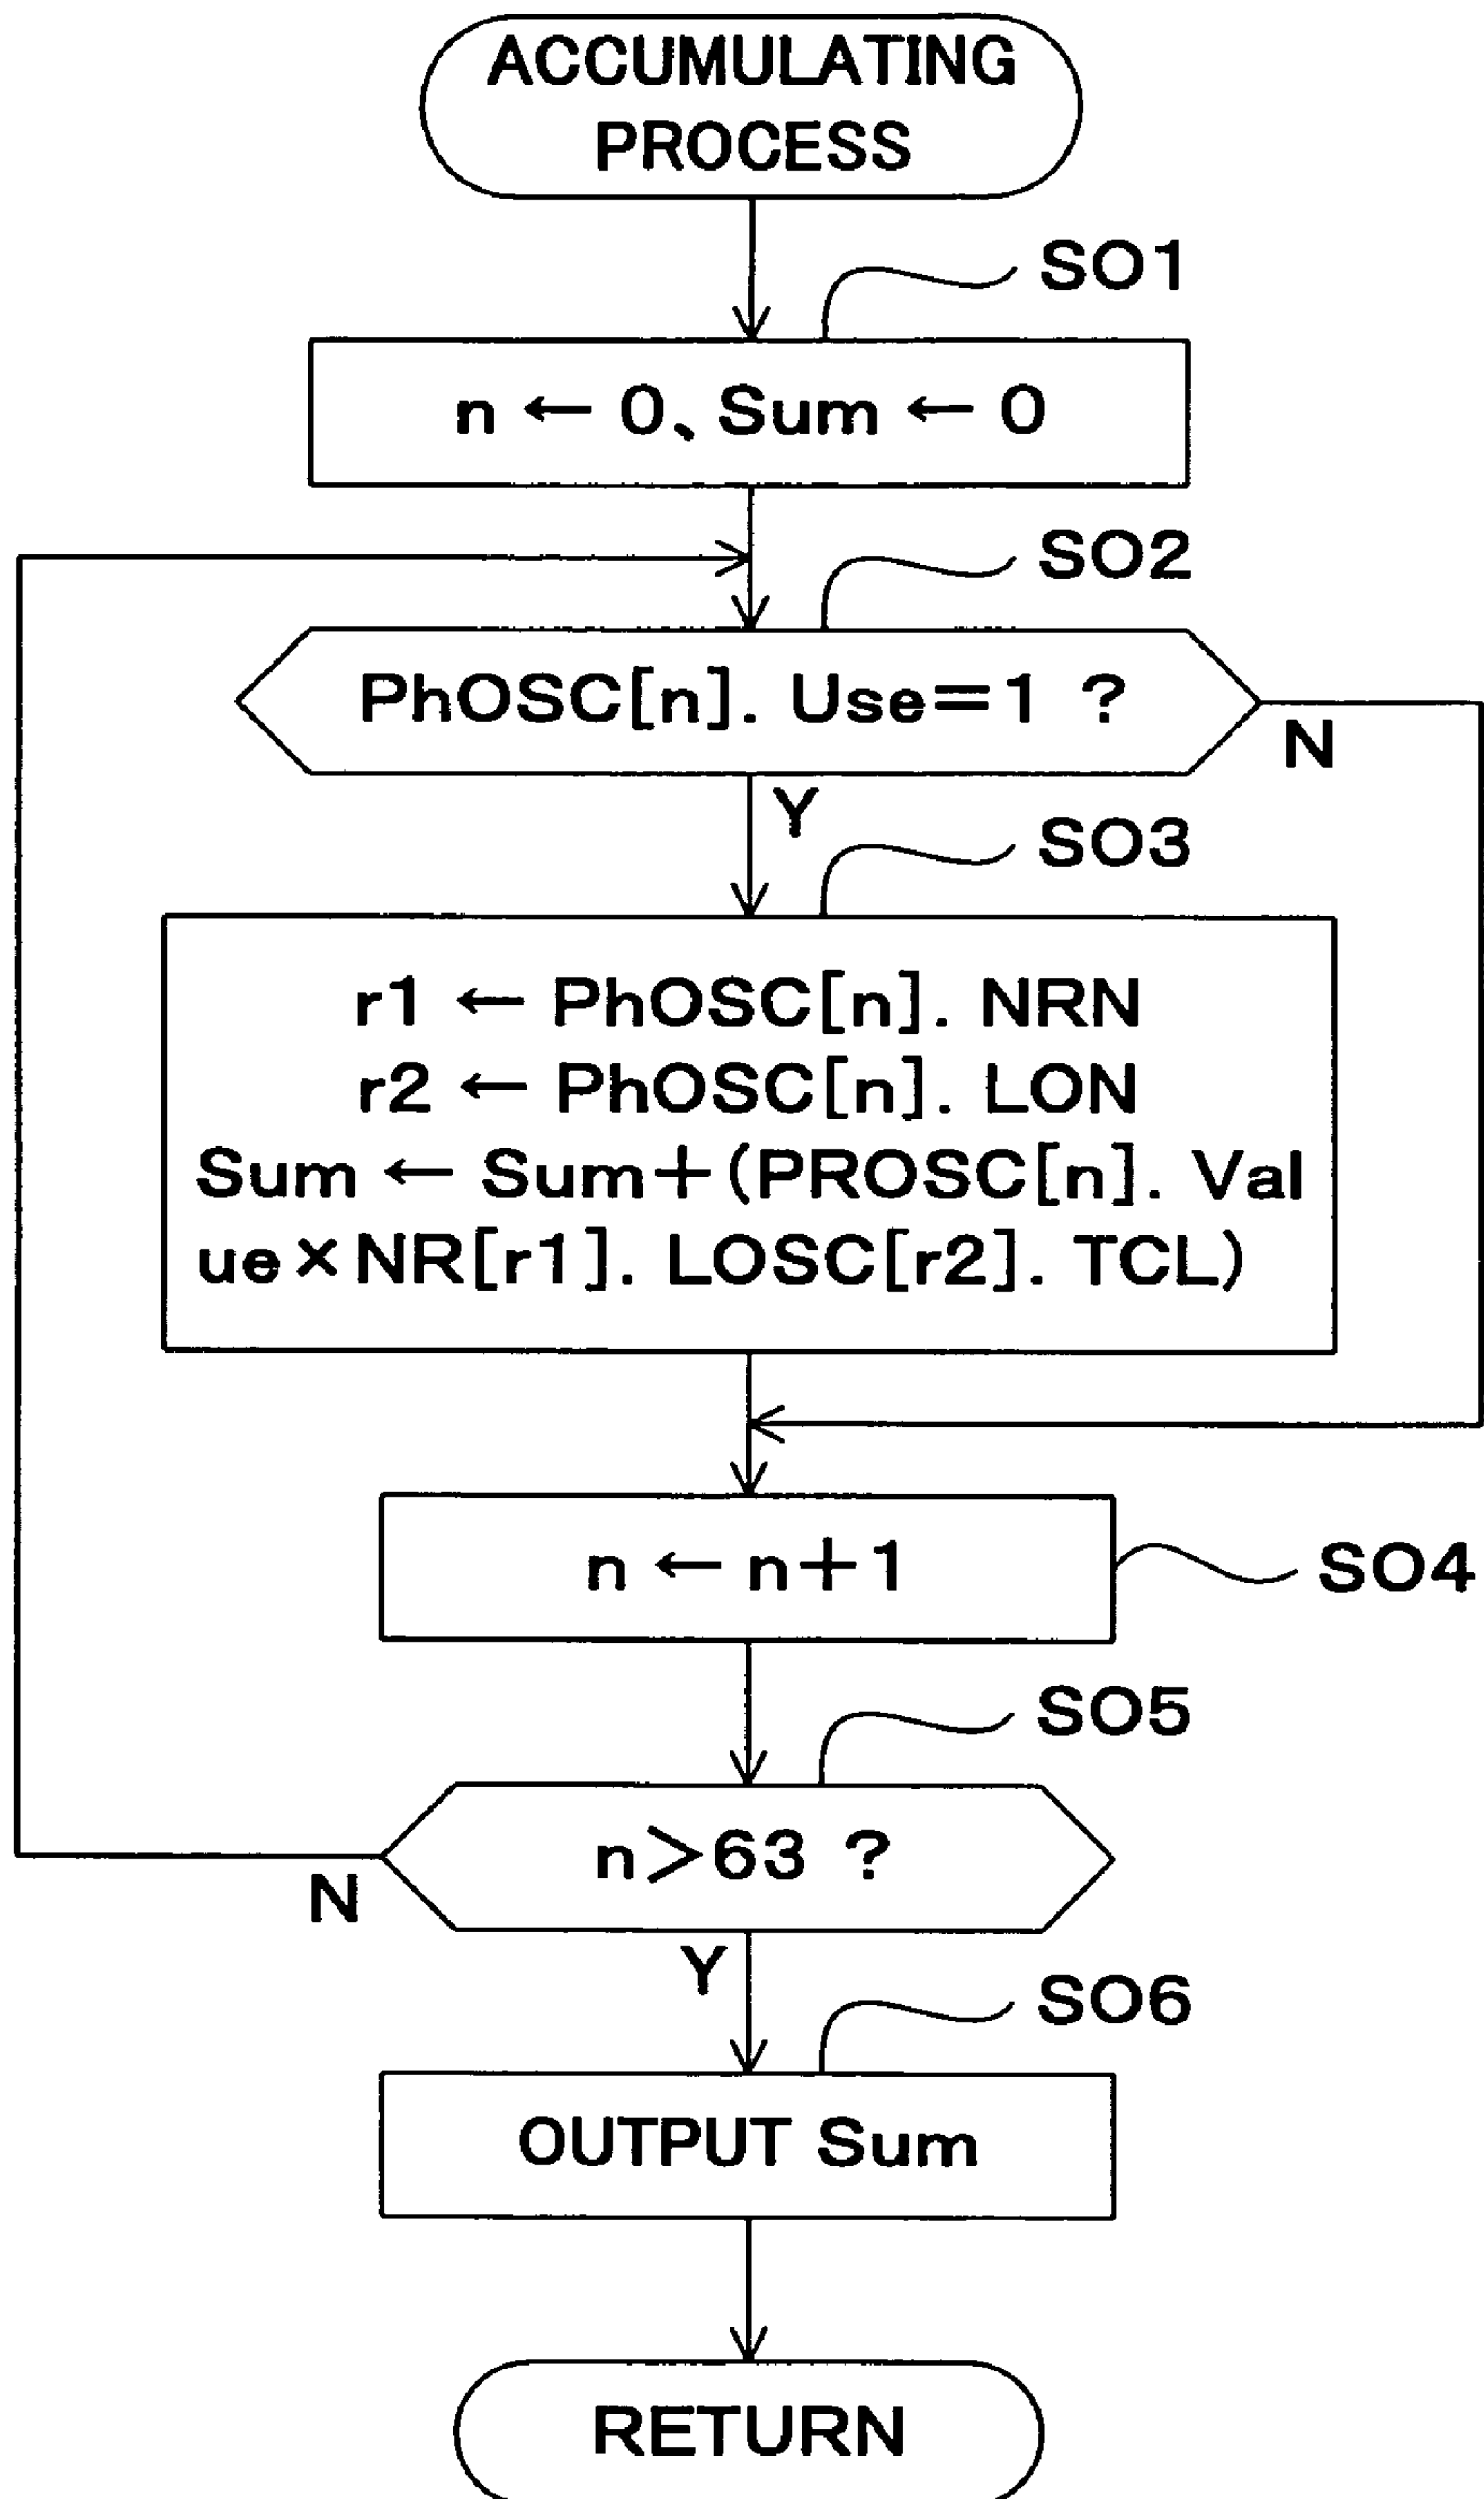 ACCUMULATING
PROCESS
SO1
n ← 0、Sum ← 0
SO2
PhOSC[n]. Use=1 ?
N
Y
SO3
r1 ← PhOSC[n]. NRN
r2 ← PhOSC[n]. LON
Sum ← Sum+(PROSC[n]. Val
ue×NR[r1]. LOSC[r2]. TCL)
n ← n+1
SO4
SO5
n>63 ?
N
Y
SO6
OUTPUT Sum
RETURN